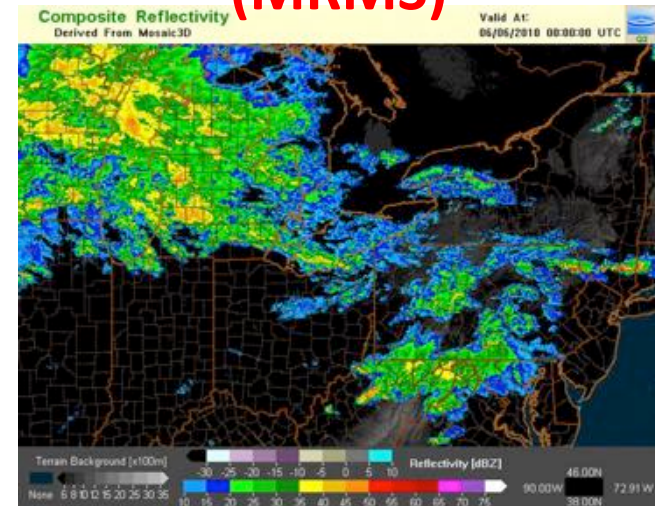 (MRMS)
Composite Reflectivity
Derived From Mosaic3D
Valid At:
06/06/2010 00:00:00 UTC
Q2
Terrain Background [x100m]
None 6 8 10 12 15 20 25 30 35
-30 -25 -20 -15 -10 -5 0 5 10
Reflectivity [dBZ]
10 15 20 25 30 35 40 45 50 55 60 65 70 75
46.00N
90.00W 72.91W
38.00N